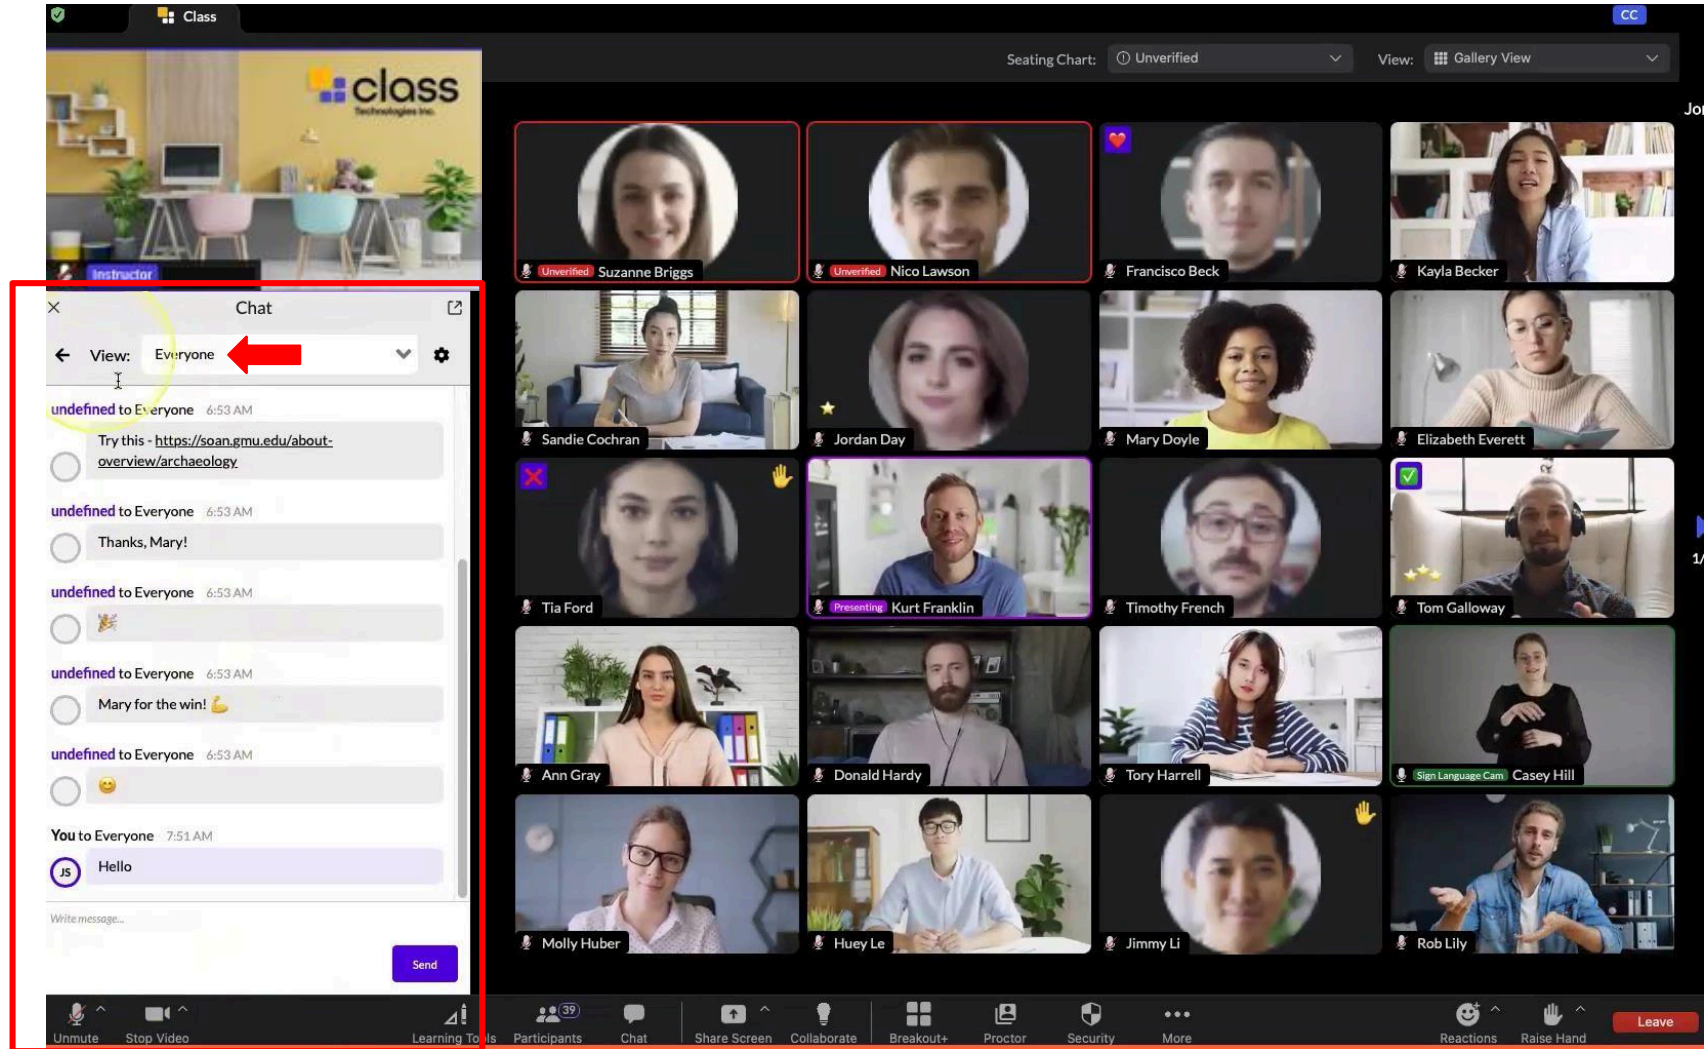 Class
CC
Seating Chart: Unverified
View: Gallery View
class
Technologies Inc.
Instructor
Chat
View: Everyone
undefined to Everyone 6:53 AM
Try this - https://soan.gmu.edu/about-
overview/archaeology
undefined to Everyone 6:53 AM
Thanks, Mary!
undefined to Everyone 6:53 AM
undefined to Everyone 6:53 AM
Mary for the win!
undefined to Everyone 6:53 AM
You to Everyone 7:51 AM
JS
Hello
Write message...
Send
Unverified Suzanne Briggs
Unverified Nico Lawson
Francisco Beck
Kayla Becker
Sandie Cochran
Jordan Day
Mary Doyle
Elizabeth Everett
Tia Ford
Presenting Kurt Franklin
Timothy French
Tom Galloway
1/
Ann Gray
Donald Hardy
Tory Harrell
Sign Language Cam Casey Hill
Molly Huber
Huey Le
Jimmy Li
Rob Lily
Unmute
Stop Video
Learning Tools
39
Participants
Chat
Share Screen
Collaborate
Breakout+
Proctor
Security
More
Reactions
Raise Hand
Leave